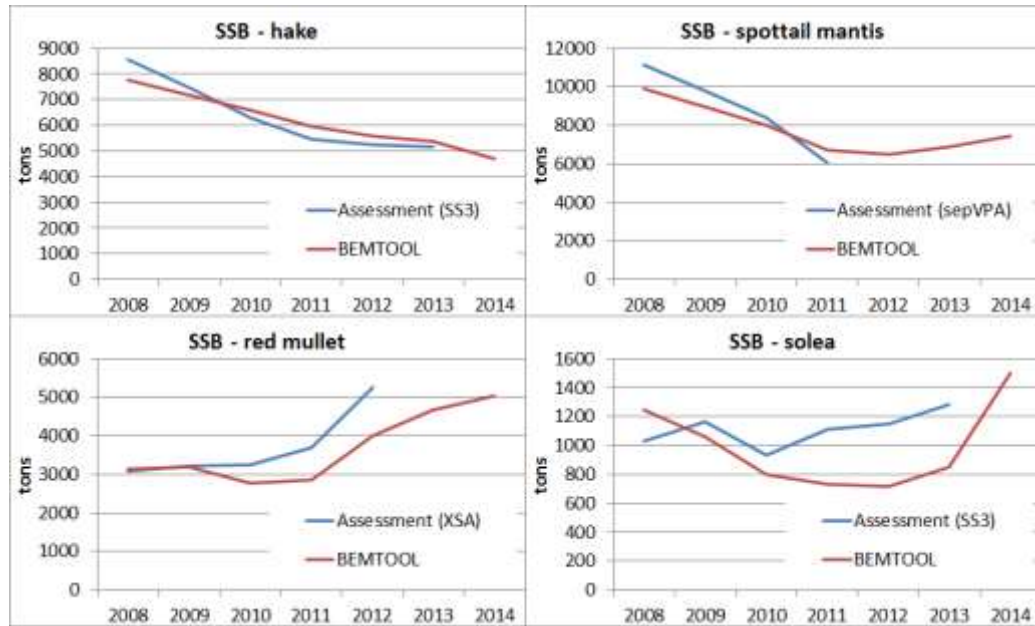 SSB - hake
9000
8000
7000
6000
5000
4000
3000
2000
1000
0
tons
Assessment (SS3)
BEMTOOL
2008 2009 2010 2011 2012 2013 2014
SSB - spottail mantis
12000
10000
8000
6000
4000
2000
0
tons
Assessment (sepVPA)
BEMTOOL
2008 2009 2010 2011 2012 2013 2014
SSB - red mullet
6000
5000
4000
3000
2000
1000
0
tons
Assessment (XSA)
BEMTOOL
2008 2009 2010 2011 2012 2013 2014
SSB - solea
1600
1400
1200
1000
800
600
400
200
0
tons
Assessment (SS3)
BEMTOOL
2008 2009 2010 2011 2012 2013 2014